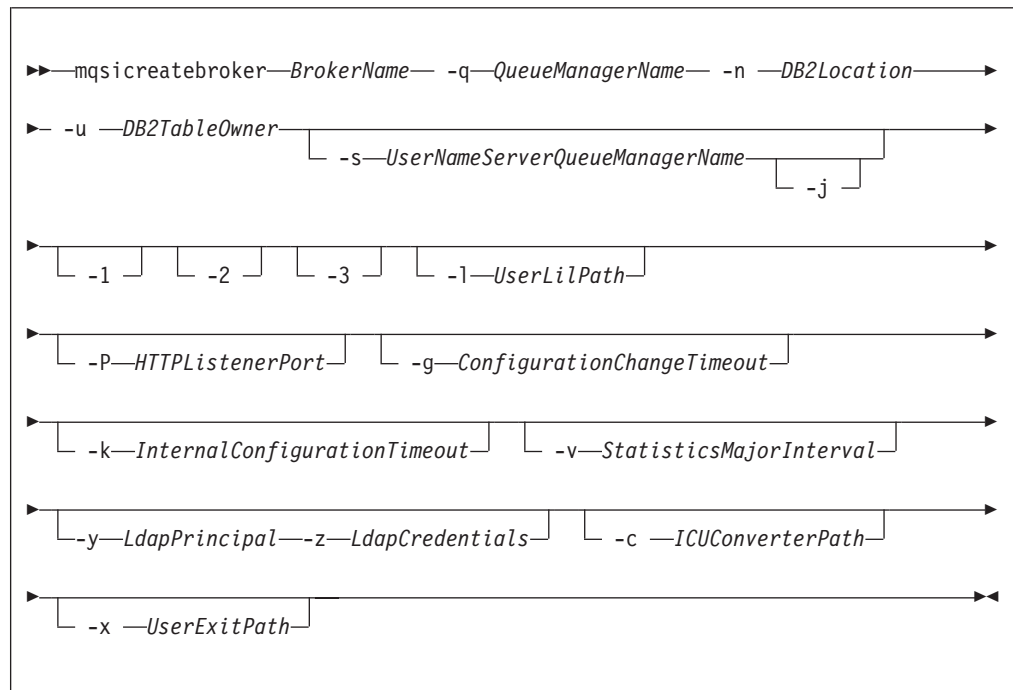 mqsicreatebroker BrokerName -q QueueManagerName -n DB2Location
-u DB2TableOwner
-s UserNameServerQueueManagerName
-j
-1 -2 -3 -l UserLilPath
-P HTTPListenerPort -g ConfigurationChangeTimeout
-k InternalConfigurationTimeout -v StatisticsMajorInterval
-y LdapPrincipal -z LdapCredentials -c ICUConverterPath
-x UserExitPath